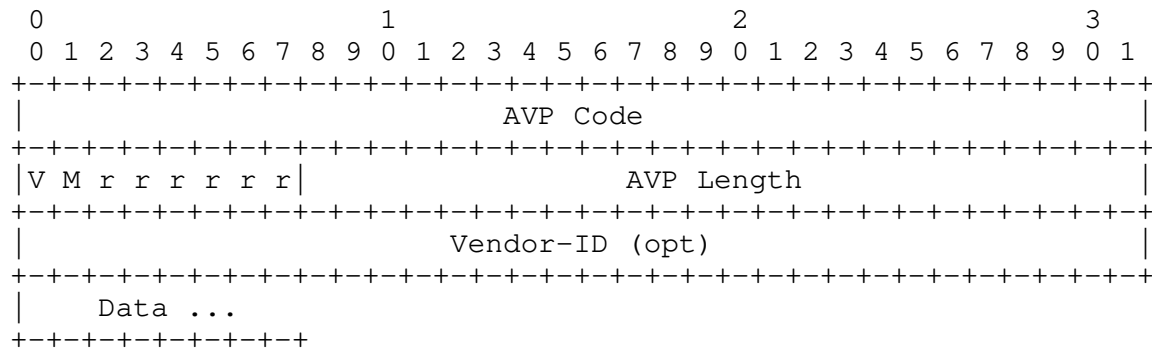 0                   1                   2                   3
 0 1 2 3 4 5 6 7 8 9 0 1 2 3 4 5 6 7 8 9 0 1 2 3 4 5 6 7 8 9 0 1
+-+-+-+-+-+-+-+-+-+-+-+-+-+-+-+-+-+-+-+-+-+-+-+-+-+-+-+-+-+-+-+-+
|                           AVP Code                            |
+-+-+-+-+-+-+-+-+-+-+-+-+-+-+-+-+-+-+-+-+-+-+-+-+-+-+-+-+-+-+-+-+
|V M r r r r r r|                  AVP Length                   |
+-+-+-+-+-+-+-+-+-+-+-+-+-+-+-+-+-+-+-+-+-+-+-+-+-+-+-+-+-+-+-+-+
|                        Vendor-ID (opt)                        |
+-+-+-+-+-+-+-+-+-+-+-+-+-+-+-+-+-+-+-+-+-+-+-+-+-+-+-+-+-+-+-+-+
|    Data ...
+-+-+-+-+-+-+-+-+